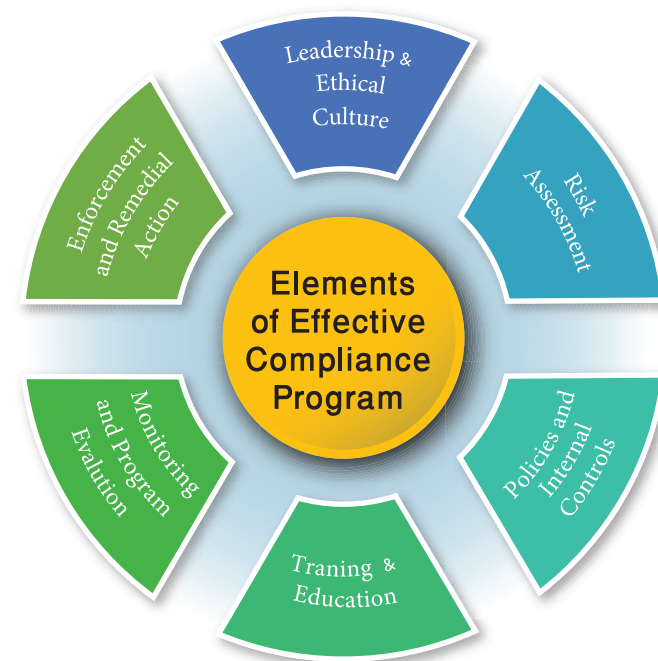 Leadership &
Ethical
Culture
Risk
Assessment
Policies and
Internal
Controls
Traning &
Education
Monitoring
and Program
Evalution
Enforcement
and Remedial
Action
Elements
of Effective
Compliance
Program